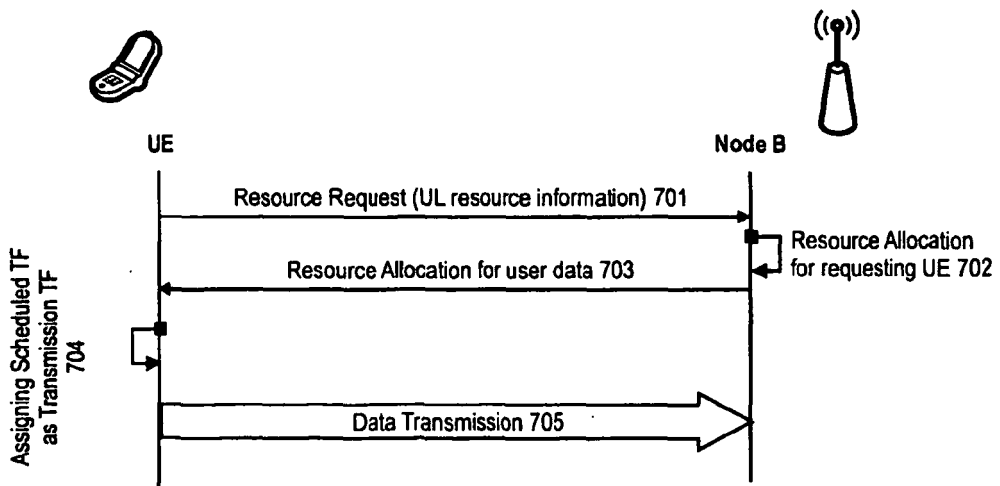 UE
Node B
Resource Request (UL resource information) 701
Resource Allocation
for requesting UE 702
Resource Allocation for user data 703
Assigning Scheduled TF
as Transmission TF
704
Data Transmission 705